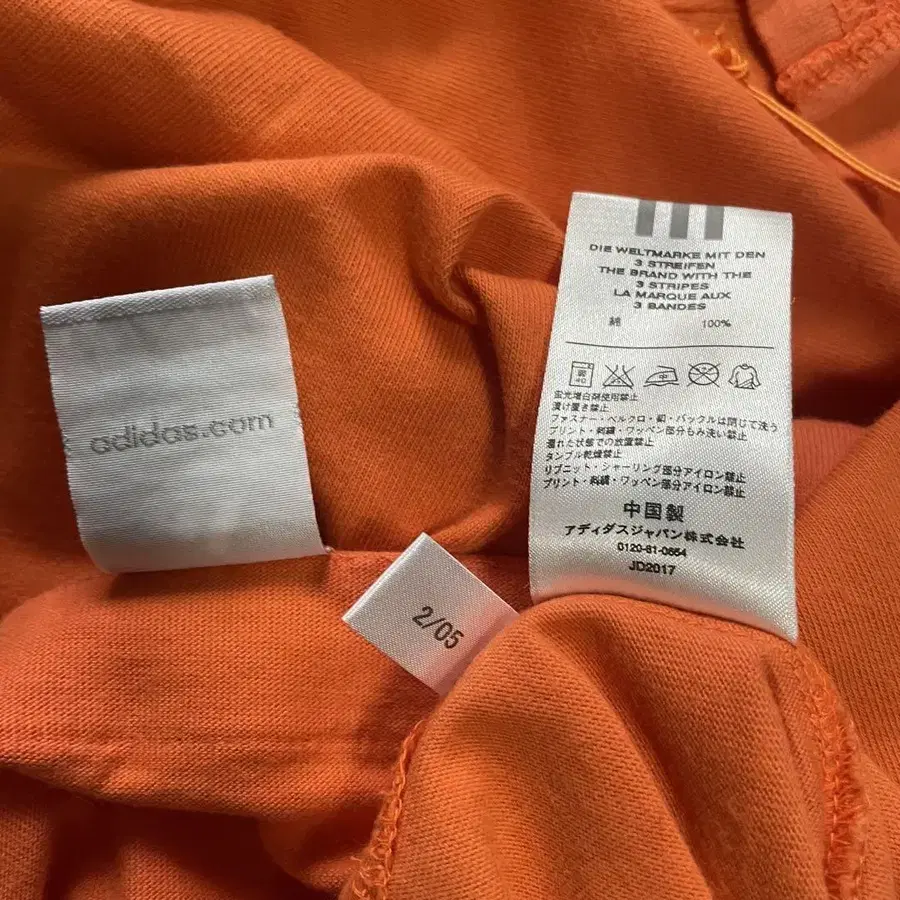 adidas.com
2/05
DIE WELTMARKE MIT DEN
3 STREIFEN
THE BRAND WITH THE
3 STRIPES
LA MARQUE AUX
3 BANDES
綿 100%
40
中
蛍光増白剤使用禁止
漬け置き禁止
ファスナー・ベルクロ・釦・バックルは閉じて洗う
プリント・刺繍・ワッペン部分もみ洗い禁止
濡れた状態での放置禁止
タンブル乾燥禁止
リブニット・シャーリング部分アイロン禁止
プリント・刺繍・ワッペン部分アイロン禁止
中国製
アディダスジャパン株式会社
0120-81-0654
JD2017